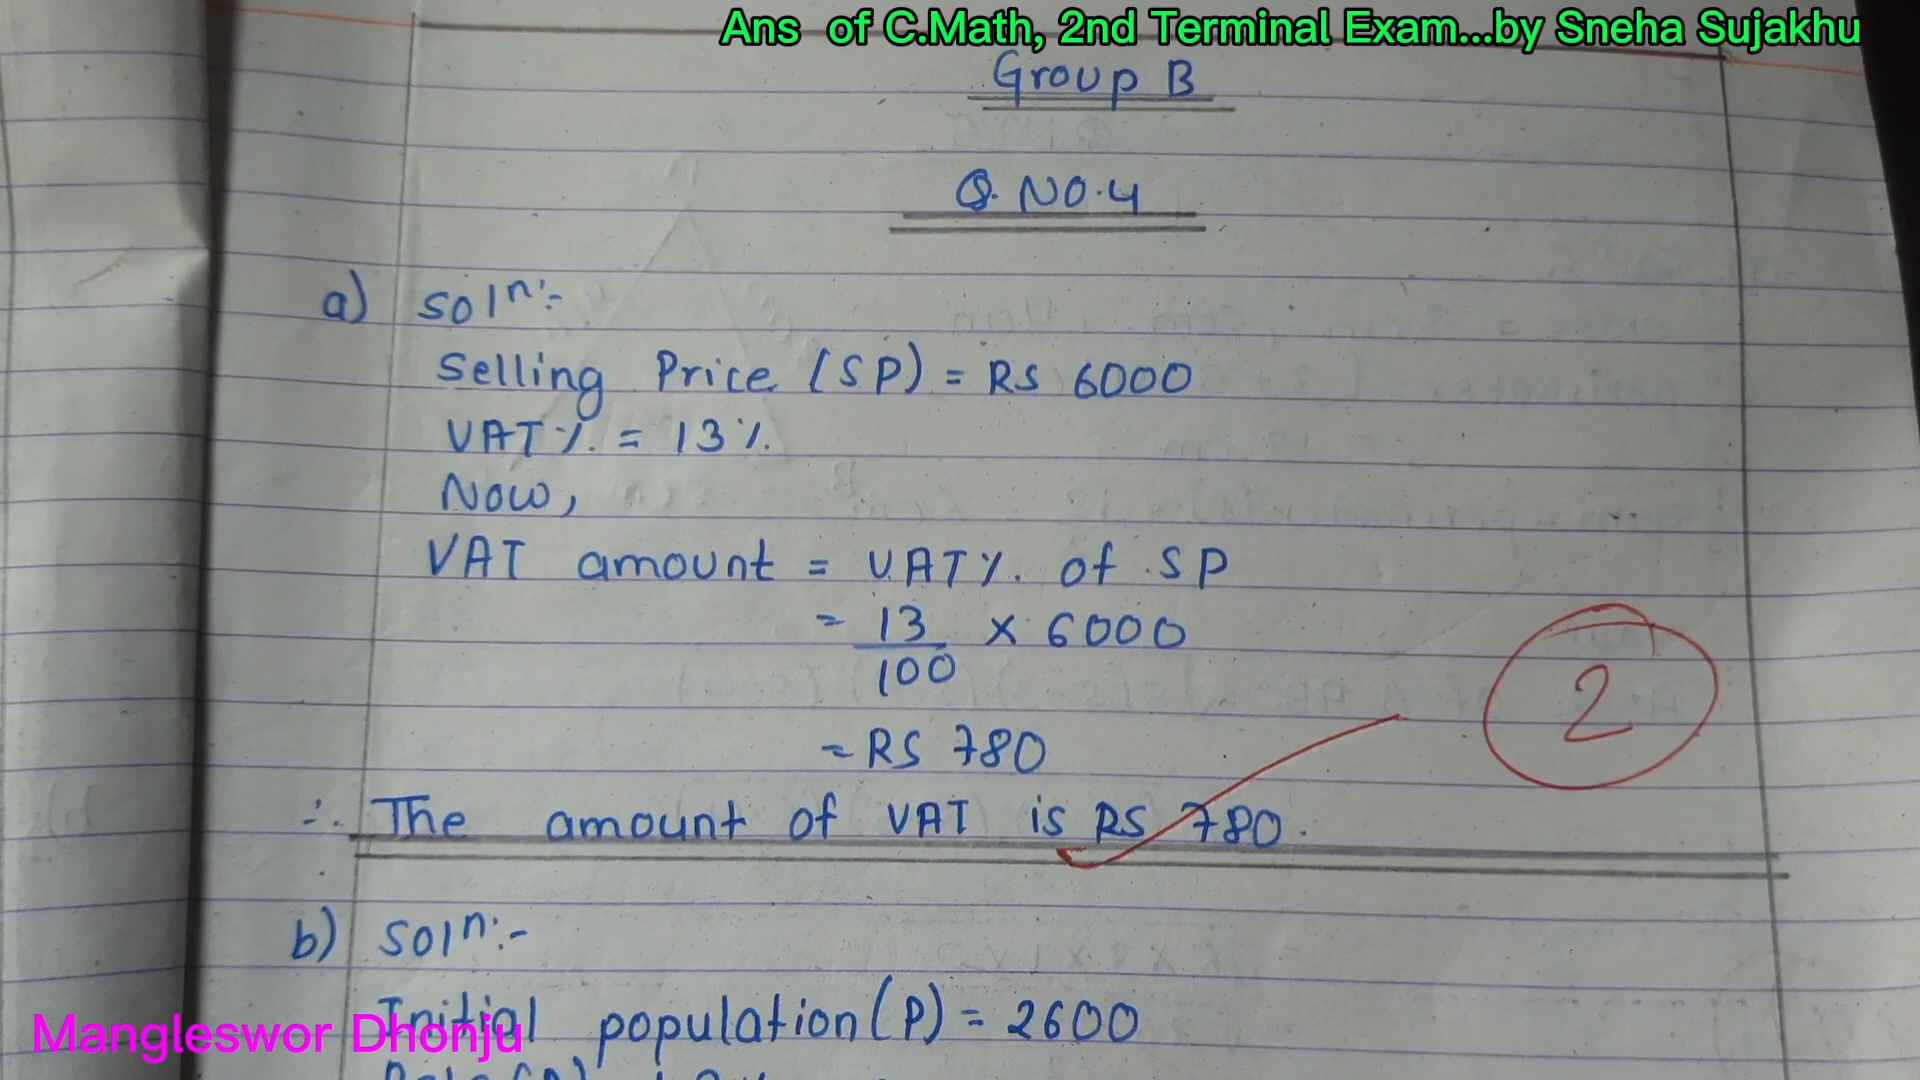 Ans of C.Math, 2nd Terminal Exam...by Sneha Sujakhu
Group B
Q. NO.4
a) solⁿ:-
Selling Price (SP) = RS 6000
VAT% = 13%
Now,
VAT amount = VAT% of SP
= 13/100 × 6000
= RS 780
2
∴ The amount of VAT is RS 780.
b) solⁿ:-
Initial population(P) = 2600
Mangleswor Dhonju